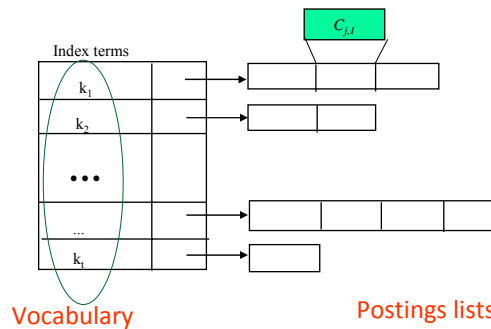 C_{j,1}
Index terms
k_1
k_2
•••
...
k_t
Vocabulary
Postings lists